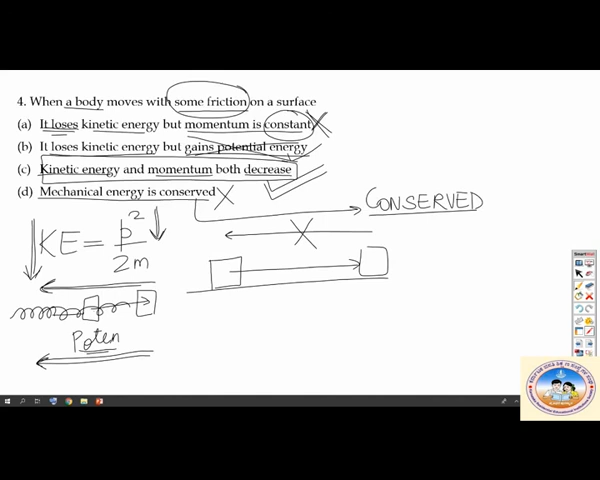 4. When a body moves with some friction on a surface
(a) It loses kinetic energy but momentum is constant
(b) It loses kinetic energy but gains potential energy
(c) Kinetic energy and momentum both decrease
(d) Mechanical energy is conserved
CONSERVED
KE = p²/2m
Poten